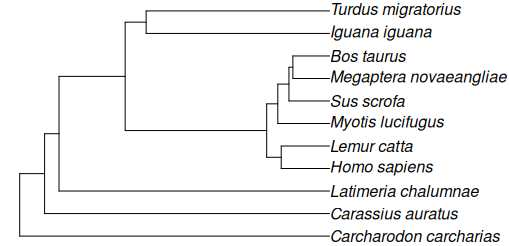 Turdus migratorius
Iguana iguana
Bos taurus
Megaptera novaeangliae
Sus scrofa
Myotis lucifugus
Lemur catta
Homo sapiens
Latimeria chalumnae
Carassius auratus
Carcharodon carcharias